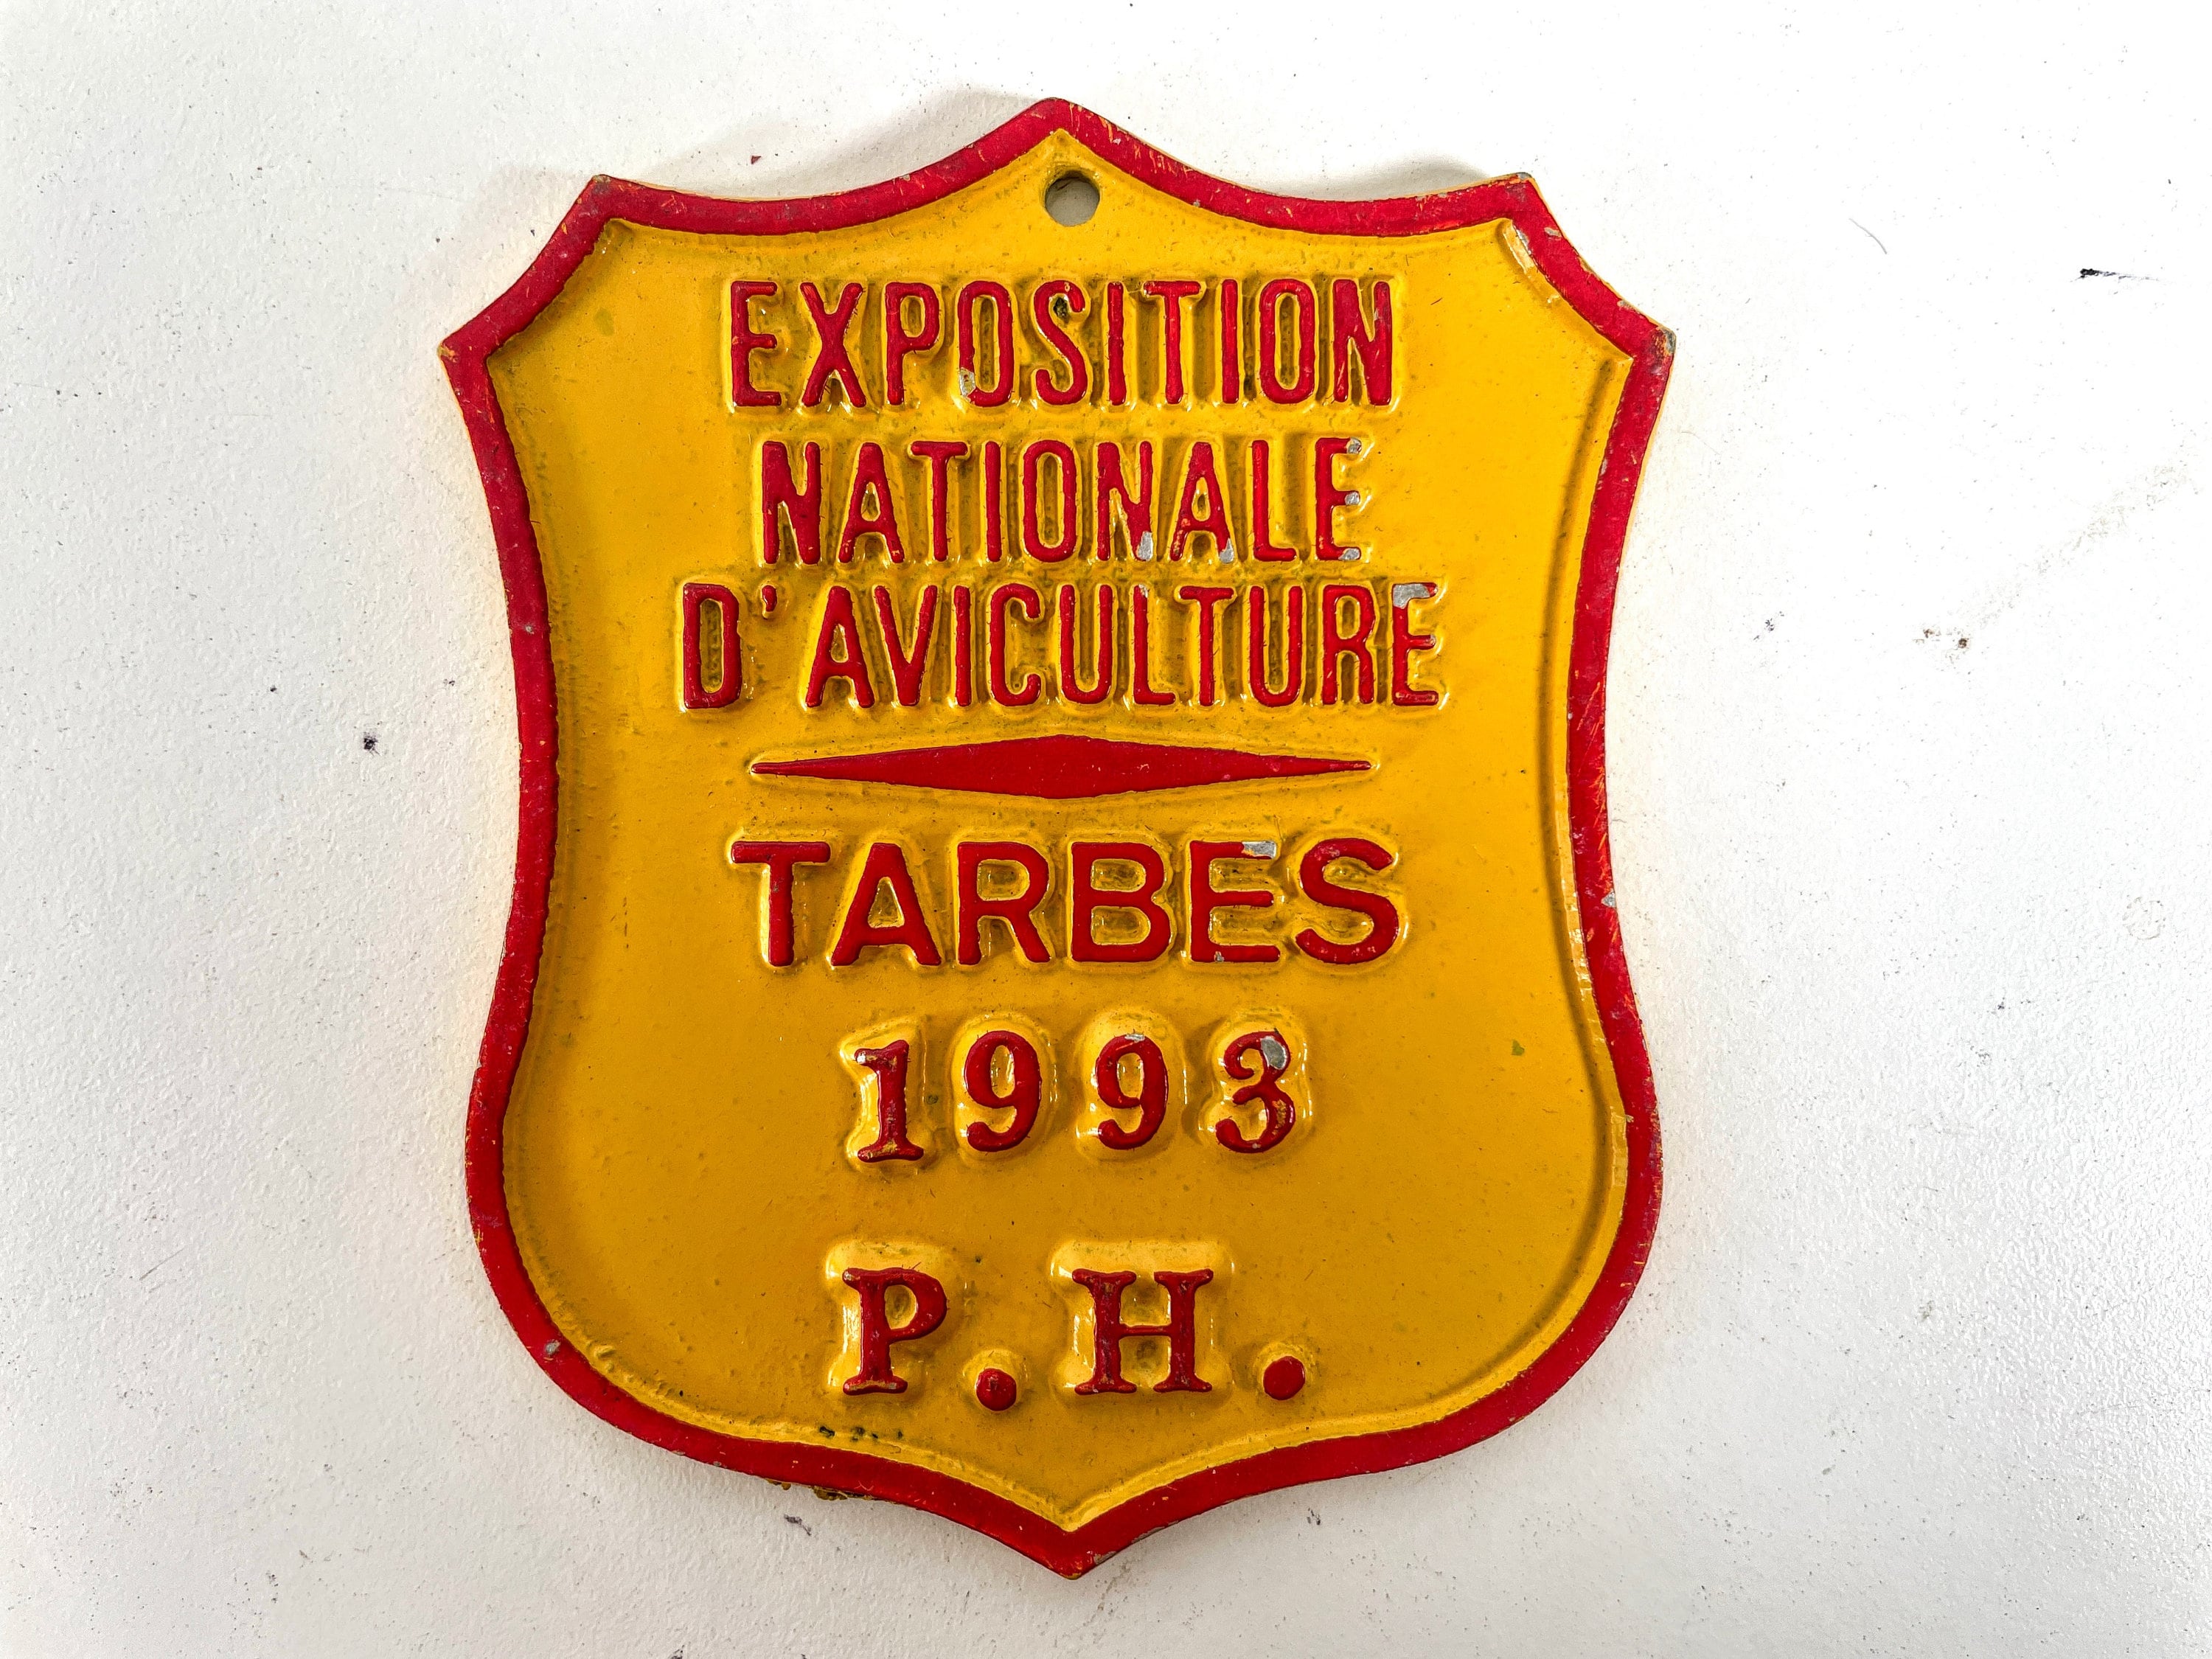 EXPOSITION
NATIONALE
D'AVICULTURE
TARBES
1993
P.H.